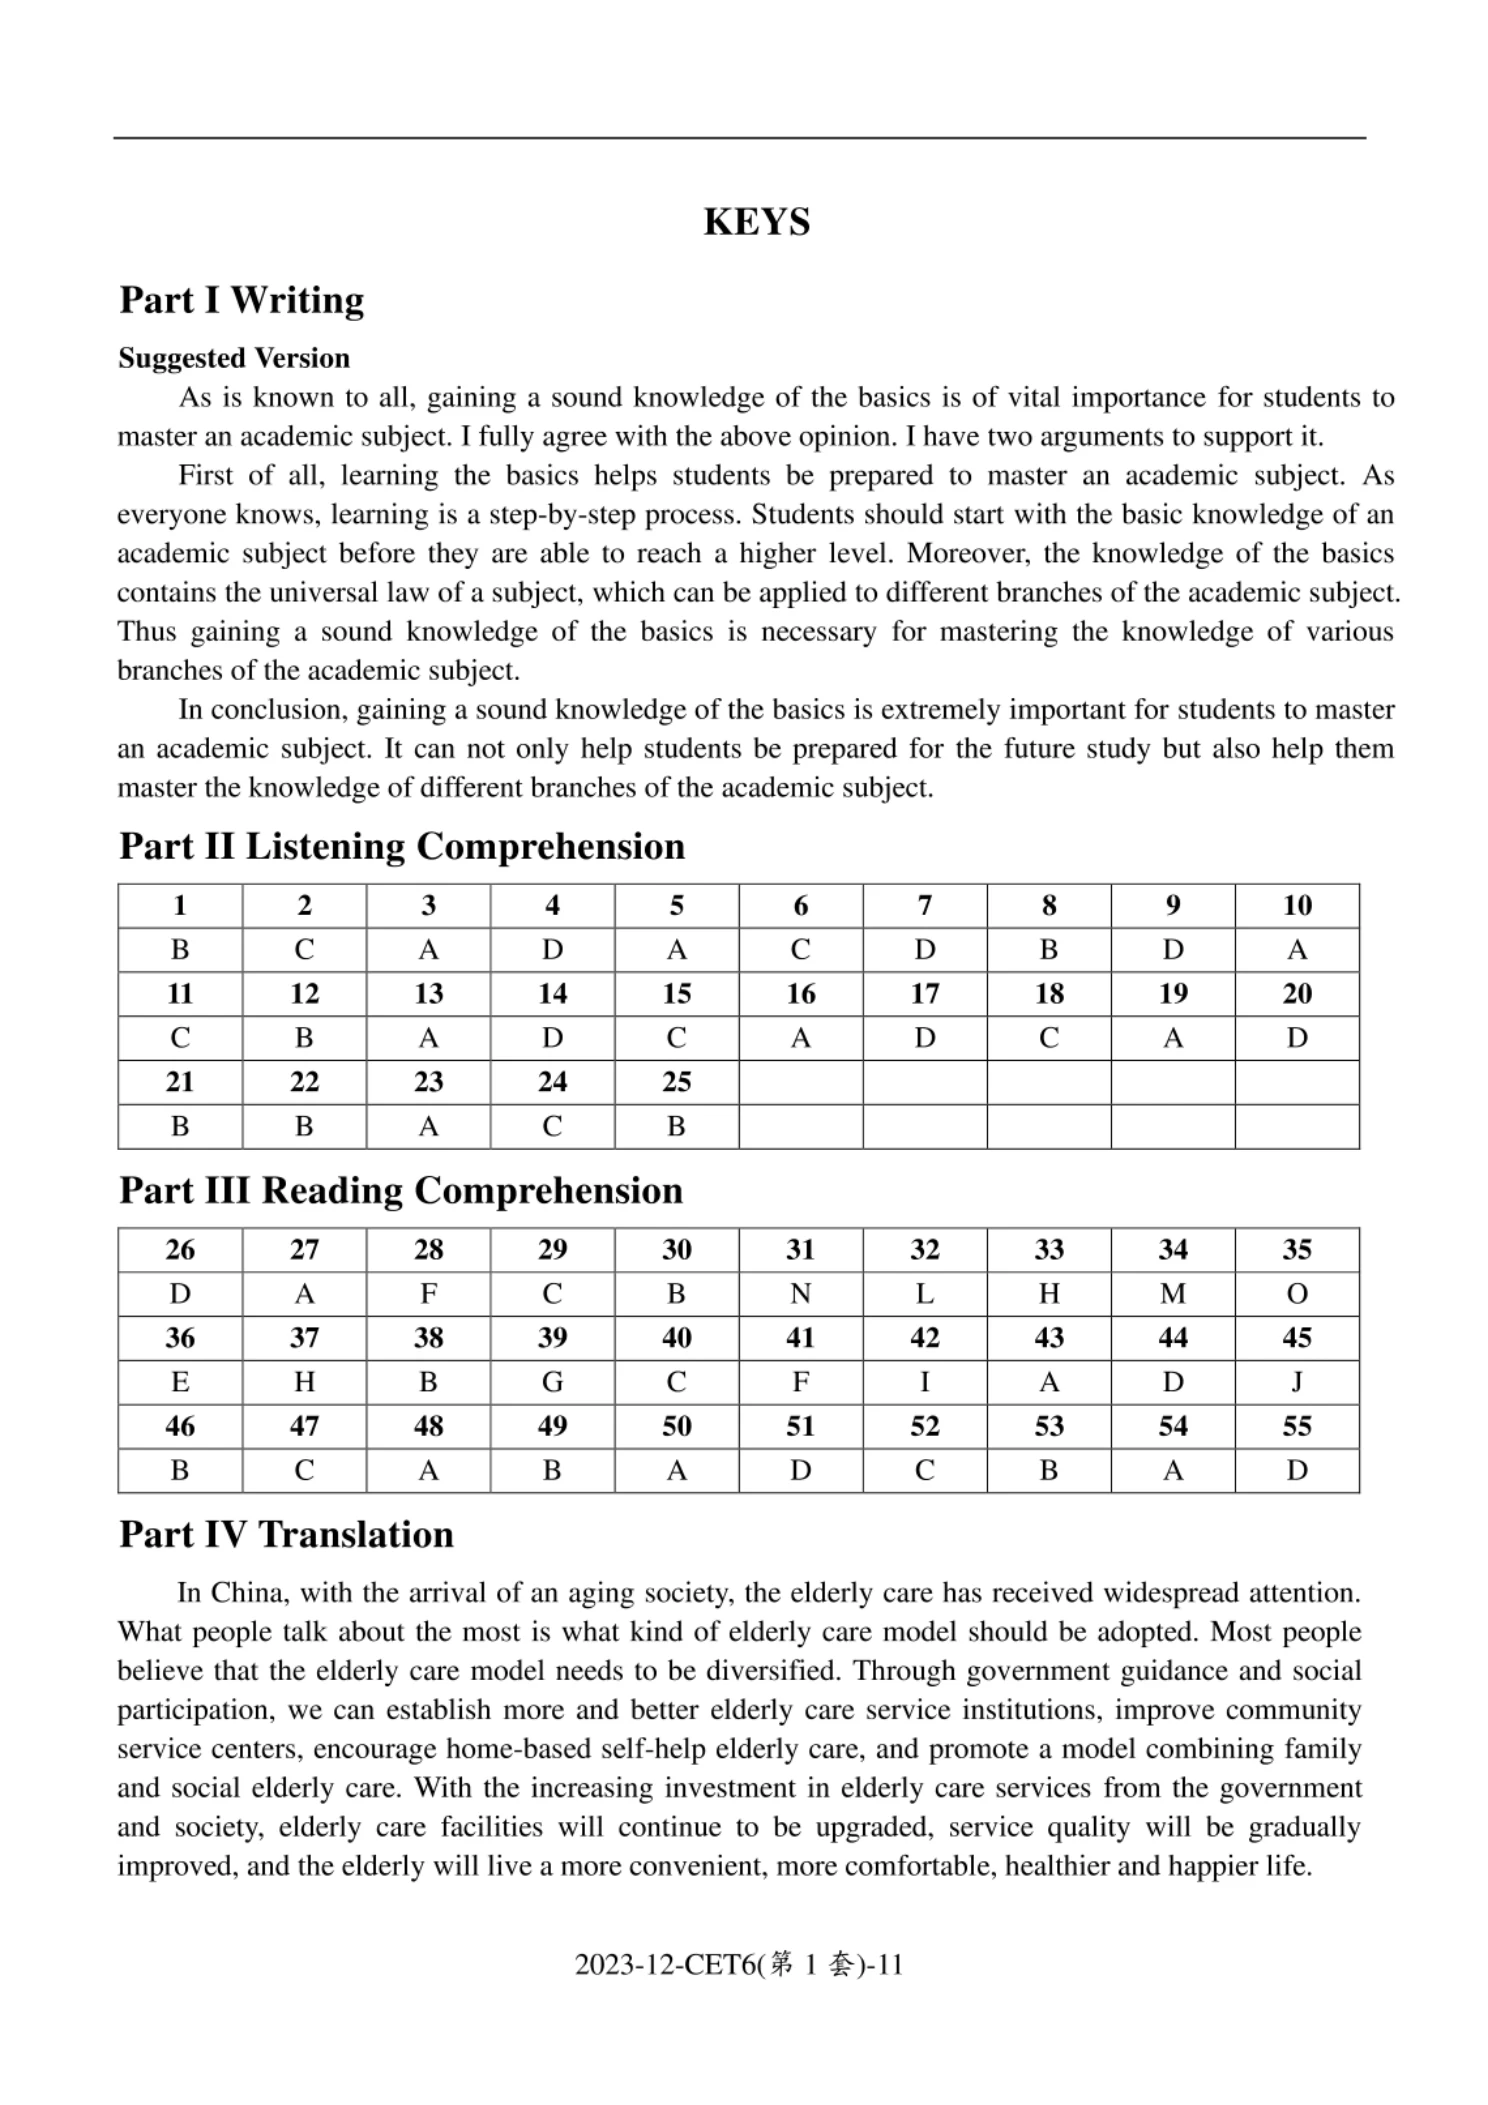 KEYS
Part I Writing
Suggested Version
As is known to all, gaining a sound knowledge of the basics is of vital importance for students to
master an academic subject. I fully agree with the above opinion. I have two arguments to support it.
First of all, learning the basics helps students be prepared to master an academic subject. As
everyone knows, learning is a step-by-step process. Students should start with the basic knowledge of an
academic subject before they are able to reach a higher level. Moreover, the knowledge of the basics
contains the universal law of a subject, which can be applied to different branches of the academic subject.
Thus gaining a sound knowledge of the basics is necessary for mastering the knowledge of various
branches of the academic subject.
In conclusion, gaining a sound knowledge of the basics is extremely important for students to master
an academic subject. It can not only help students be prepared for the future study but also help them
master the knowledge of different branches of the academic subject.
Part II Listening Comprehension
1 2 3 4 5 6 7 8 9 10
B C A D A C D B D A
11 12 13 14 15 16 17 18 19 20
C B A D C A D C A D
21 22 23 24 25
B B A C B
Part III Reading Comprehension
26 27 28 29 30 31 32 33 34 35
D A F C B N L H M O
36 37 38 39 40 41 42 43 44 45
E H B G C F I A D J
46 47 48 49 50 51 52 53 54 55
B C A B A D C B A D
Part IV Translation
In China, with the arrival of an aging society, the elderly care has received widespread attention.
What people talk about the most is what kind of elderly care model should be adopted. Most people
believe that the elderly care model needs to be diversified. Through government guidance and social
participation, we can establish more and better elderly care service institutions, improve community
service centers, encourage home-based self-help elderly care, and promote a model combining family
and social elderly care. With the increasing investment in elderly care services from the government
and society, elderly care facilities will continue to be upgraded, service quality will be gradually
improved, and the elderly will live a more convenient, more comfortable, healthier and happier life.
2023-12-CET6(第 1 套)-11